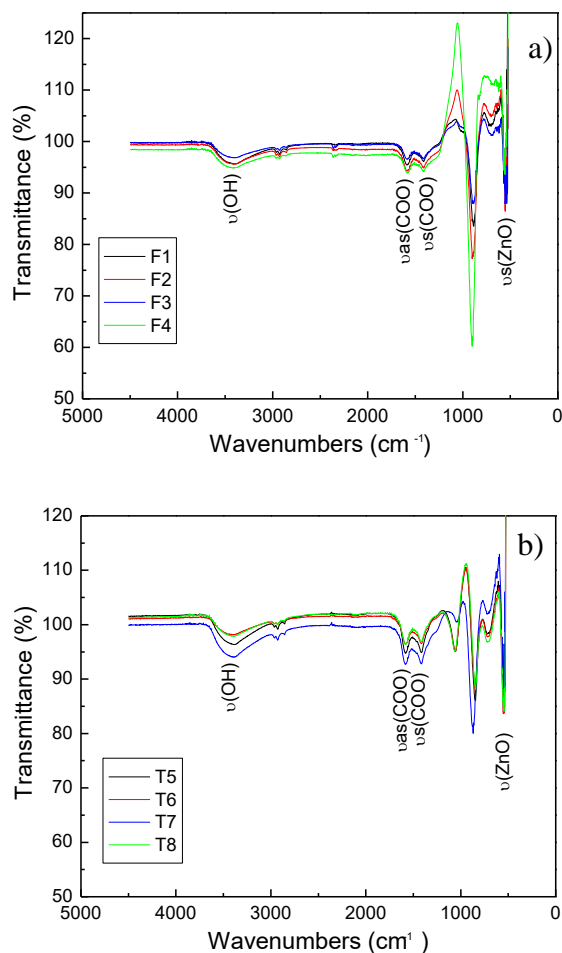 a)
Transmittance (%)
120
110
100
90
80
70
60
50
υ(OH)
υas(COO)
υs(COO)
υs(ZnO)
F1
F2
F3
F4
5000 4000 3000 2000 1000 0
Wavenumbers (cm -1)
b)
Transmittance (%)
120
110
100
90
80
70
60
50
υ(OH)
υas(COO)
υs(COO)
υ(ZnO)
T5
T6
T7
T8
5000 4000 3000 2000 1000 0
Wavenumbers (cm1 )